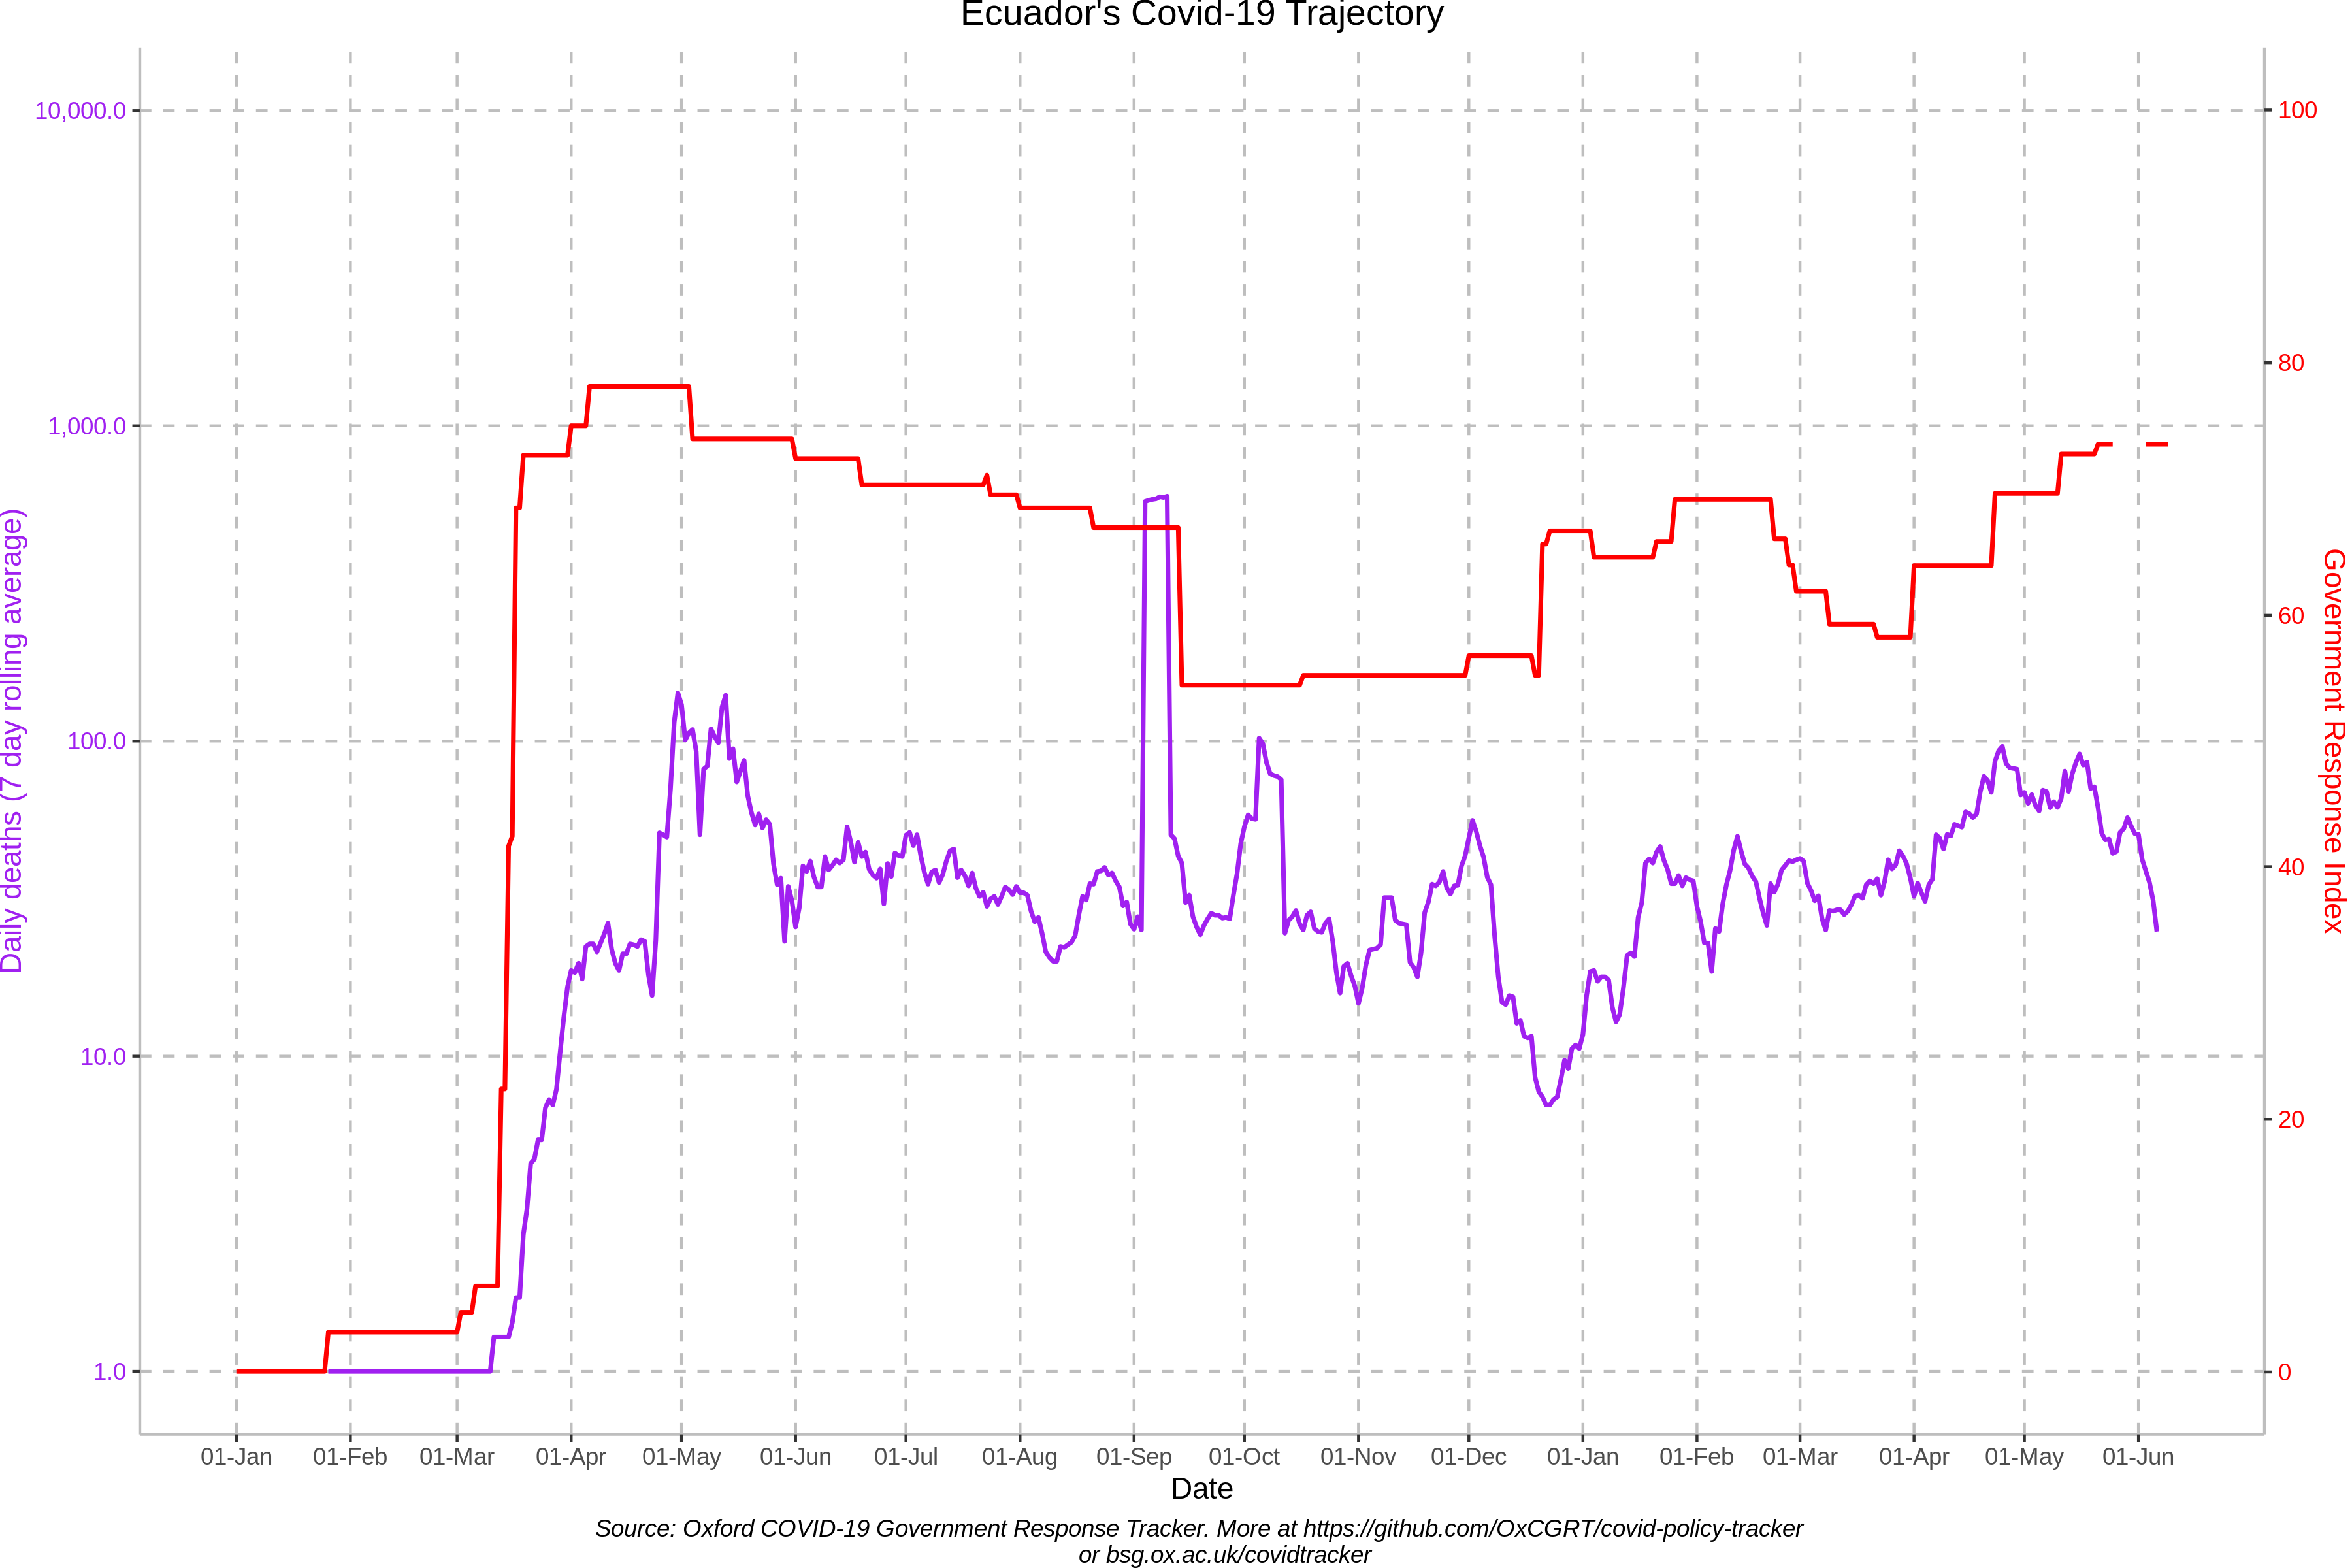 Ecuador's Covid-19 Trajectory
10,000.0
1,000.0
100.0
10.0
1.0
Daily deaths (7 day rolling average)
100
80
60
40
20
0
Government Response Index
01-Jan 01-Feb 01-Mar 01-Apr 01-May 01-Jun 01-Jul 01-Aug 01-Sep 01-Oct 01-Nov 01-Dec 01-Jan 01-Feb 01-Mar 01-Apr 01-May 01-Jun
Date
Source: Oxford COVID-19 Government Response Tracker. More at https://github.com/OxCGRT/covid-policy-tracker
or bsg.ox.ac.uk/covidtracker